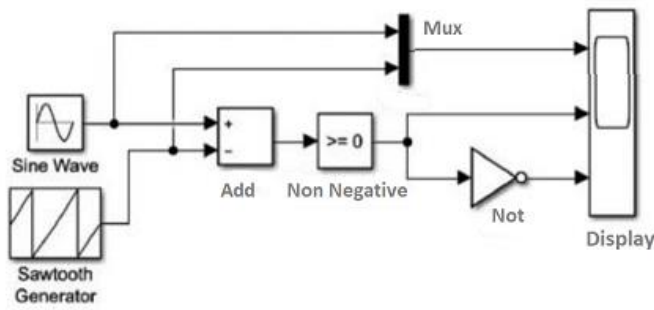 Mux
+
−
>= 0
Sine Wave
Add
Non Negative
Not
Display
Sawtooth
Generator